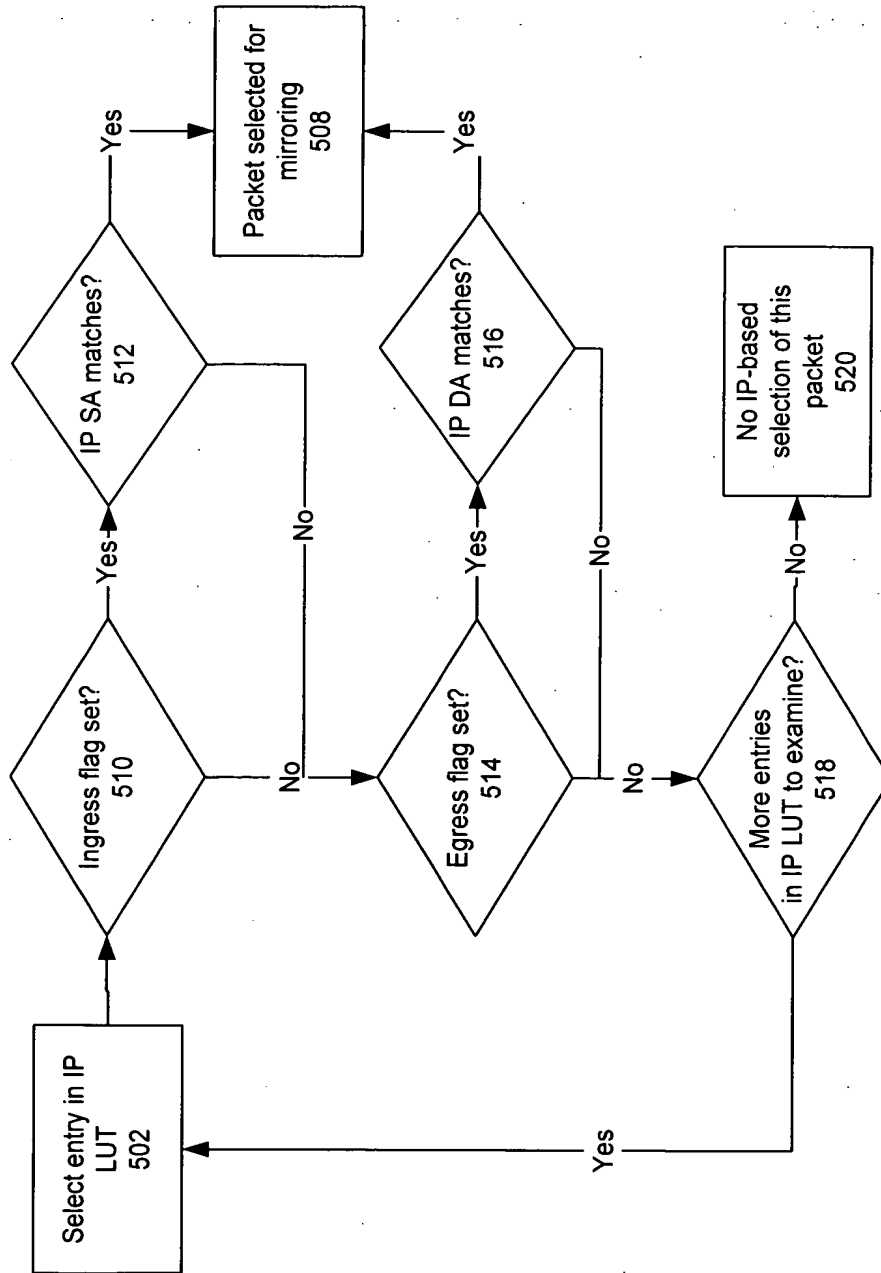 Select entry in IP
LUT
502
Ingress flag set?
510
Yes
IP SA matches?
512
Yes
Packet selected for
mirroring
508
No
No
Egress flag set?
514
Yes
IP DA matches?
516
Yes
No
No
More entries
in IP LUT to examine?
518
No
No IP-based
selection of this
packet
520
Yes